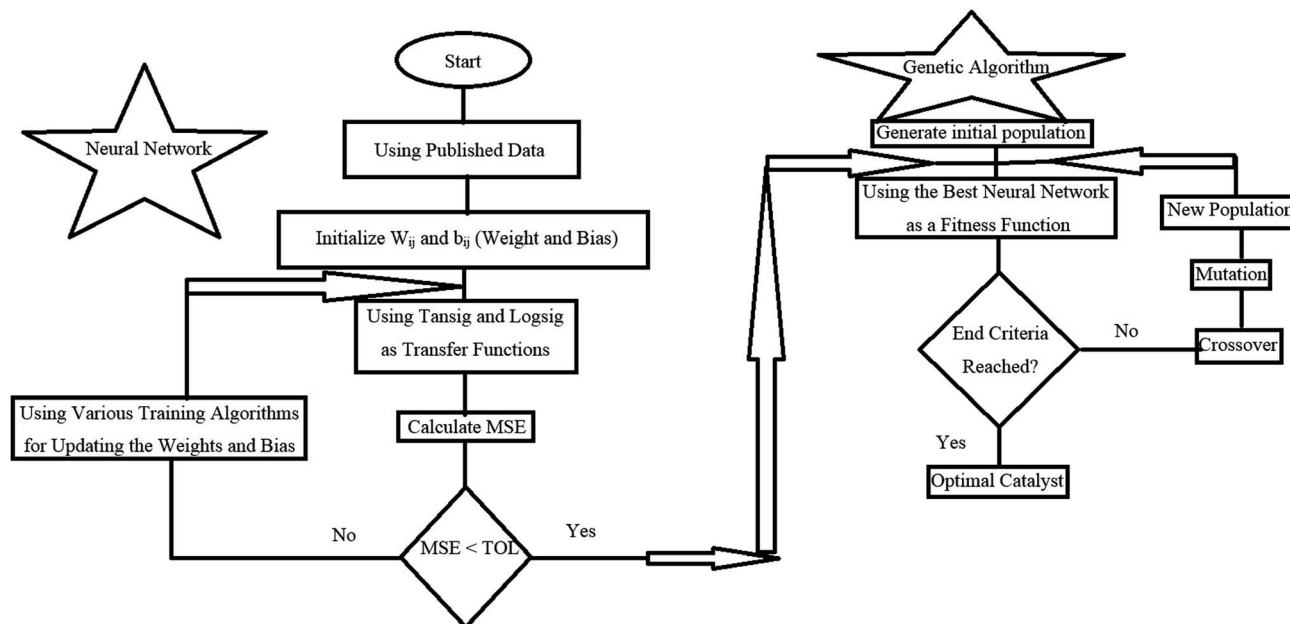 Neural Network
Start
Using Published Data
Initialize Wᵢⱼ and bᵢⱼ (Weight and Bias)
Using Tansig and Logsig
as Transfer Functions
Calculate MSE
MSE < TOL
No
Yes
Using Various Training Algorithms
for Updating the Weights and Bias
Genetic Algorithm
Generate initial population
Using the Best Neural Network
as a Fitness Function
End Criteria
Reached?
No
Crossover
Mutation
New Population
Yes
Optimal Catalyst